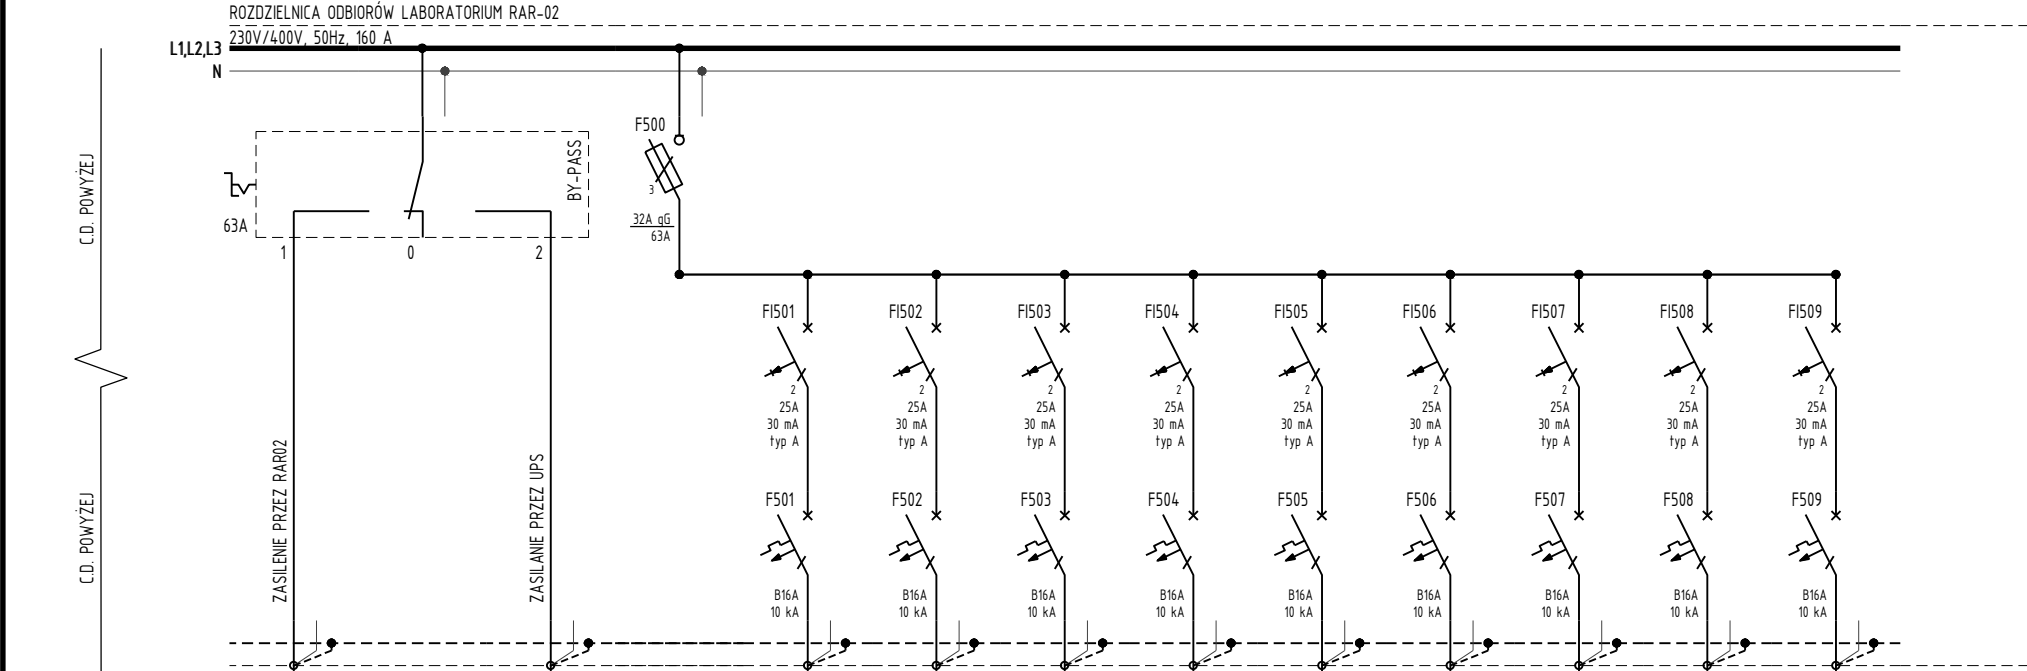 ROZDZIELNICA ODBIORÓW LABORATORIUM RAR-02
230V/400V, 50Hz, 160 A
L1,L2,L3
N
C.D. POWYŻEJ
C.D. POWYŻEJ
BY-PASS
63A
1
0
2
ZASILENIE PRZEZ RAR02
ZASILANIE PRZEZ UPS
F500
3
32A gG
63A
FI501
2
25A
30 mA
typ A
F501
B16A
10 kA
FI502
2
25A
30 mA
typ A
F502
B16A
10 kA
FI503
2
25A
30 mA
typ A
F503
B16A
10 kA
FI504
2
25A
30 mA
typ A
F504
B16A
10 kA
FI505
2
25A
30 mA
typ A
F505
B16A
10 kA
FI506
2
25A
30 mA
typ A
F506
B16A
10 kA
FI507
2
25A
30 mA
typ A
F507
B16A
10 kA
FI508
2
25A
30 mA
typ A
F508
B16A
10 kA
FI509
2
25A
30 mA
typ A
F509
B16A
10 kA